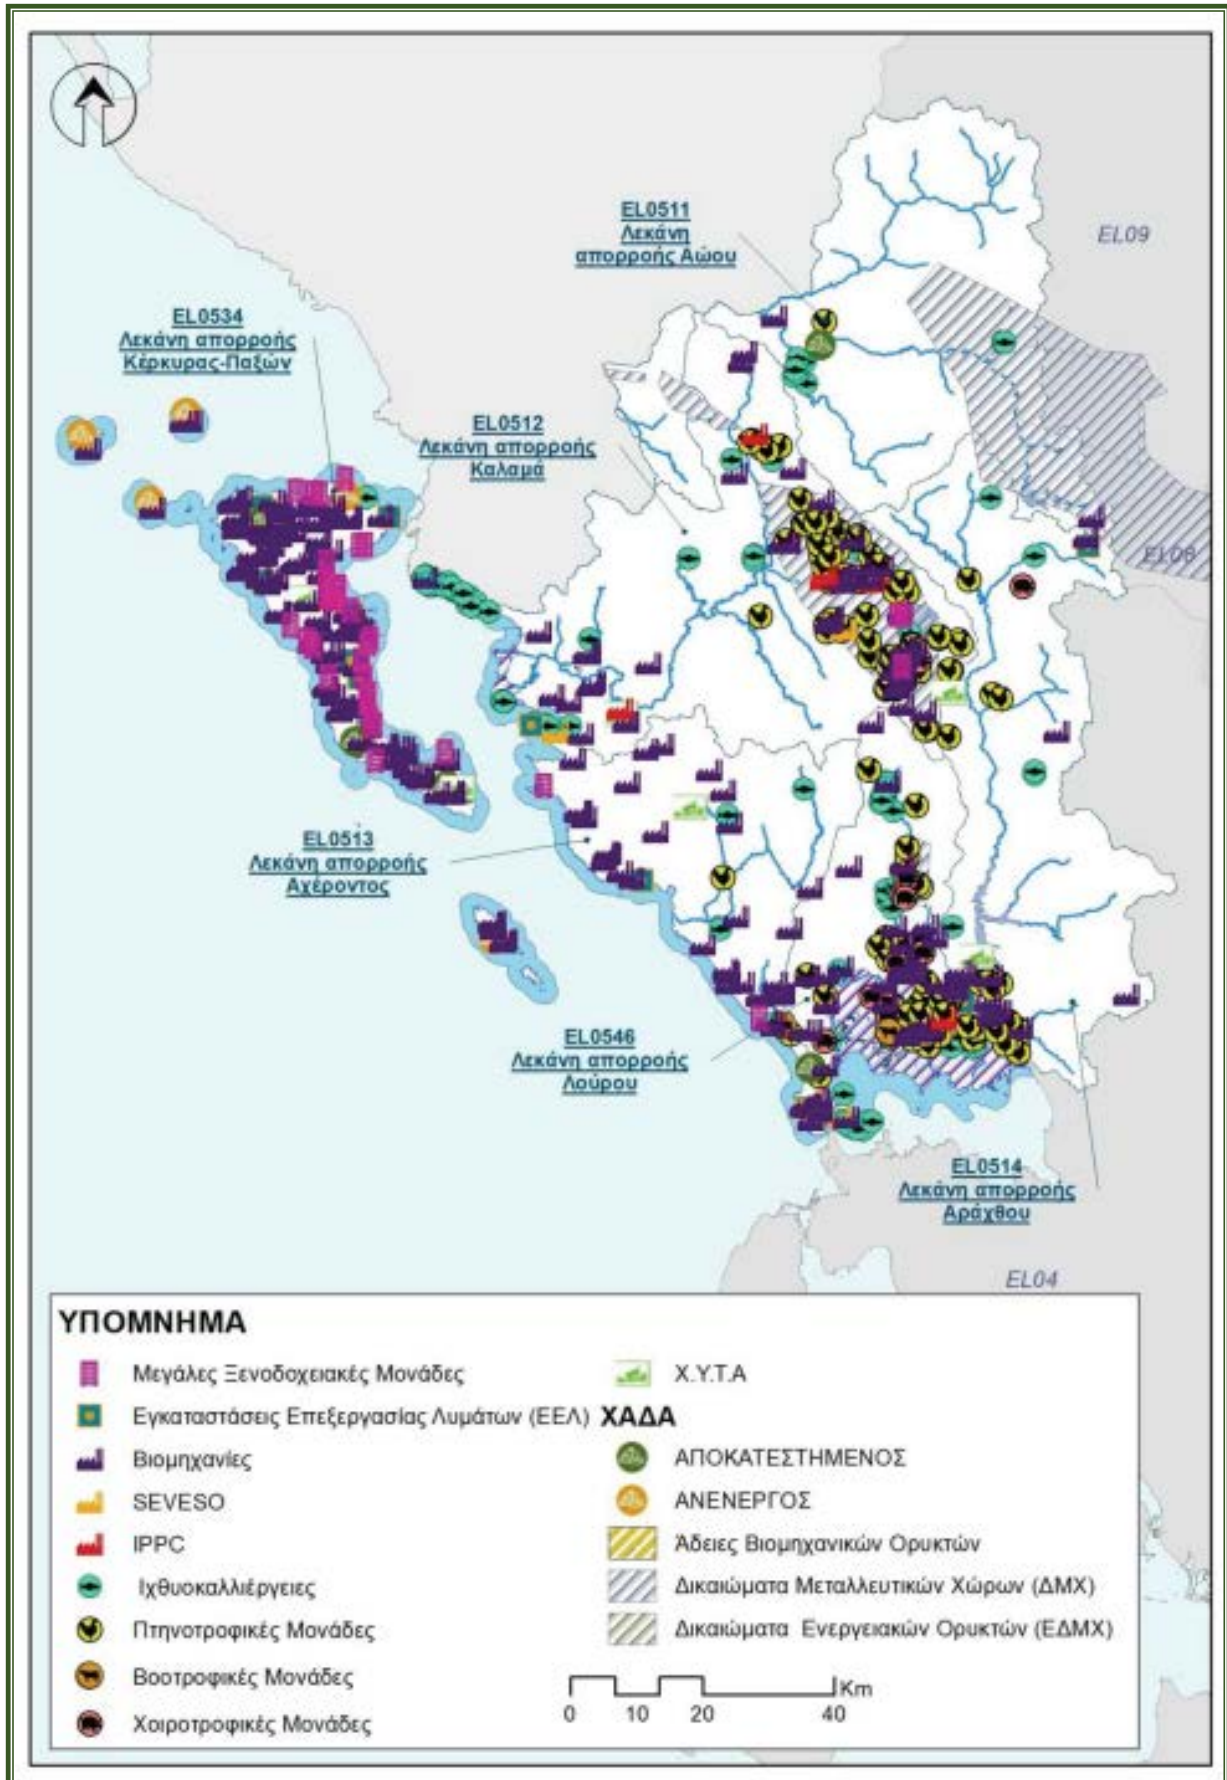 EL0511
Λεκάνη
απορροής Αώου
EL09
EL0534
Λεκάνη απορροής
Κέρκυρας-Παξών
EL0512
Λεκάνη απορροής
Καλαμά
EL08
EL0513
Λεκάνη απορροής
Αχέροντος
EL0546
Λεκάνη απορροής
Λούρου
EL0514
Λεκάνη απορροής
Αράχθου
EL04
ΥΠΟΜΝΗΜΑ
Μεγάλες Ξενοδοχειακές Μονάδες
Εγκαταστάσεις Επεξεργασίας Λυμάτων (ΕΕΛ)
Βιομηχανίες
SEVESO
IPPC
Ιχθυοκαλλιέργειες
Πτηνοτροφικές Μονάδες
Βοοτροφικές Μονάδες
Χοιροτροφικές Μονάδες
Χ.Υ.Τ.Α
ΧΑΔΑ
ΑΠΟΚΑΤΕΣΤΗΜΕΝΟΣ
ΑΝΕΝΕΡΓΟΣ
Άδειες Βιομηχανικών Ορυκτών
Δικαιώματα Μεταλλευτικών Χώρων (ΔΜΧ)
Δικαιώματα Ενεργειακών Ορυκτών (ΕΔΜΧ)
Km
0 10 20 40